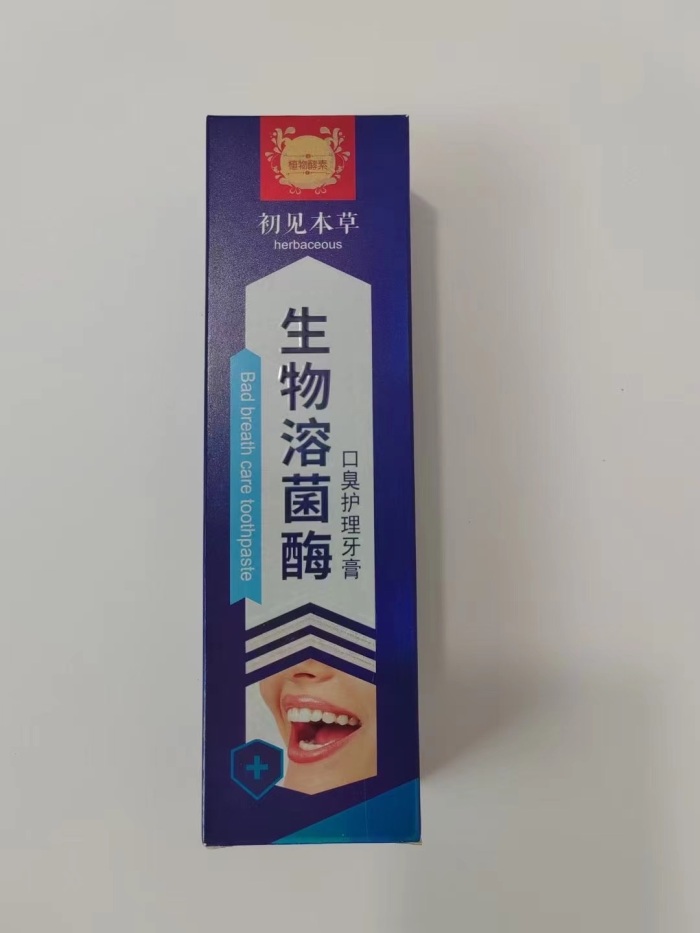 植物酵素
初见本草
herbaceous
生物溶菌酶
口臭护理牙膏
Bad breath care toothpaste